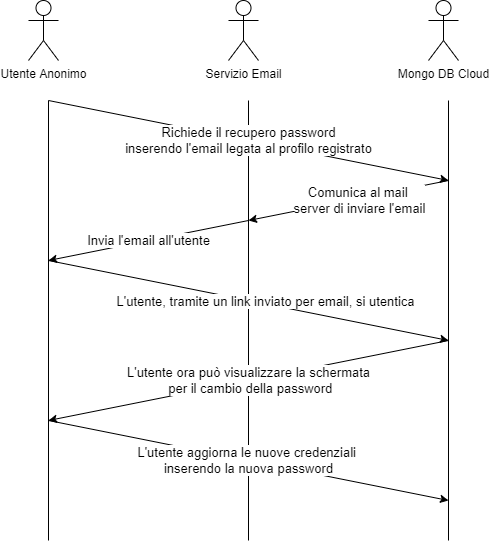 Utente Anonimo
Servizio Email
Mongo DB Cloud
Richiede il recupero password
inserendo l'email legata al profilo registrato
Comunica al mail
server di inviare l'email
Invia l'email all'utente
L'utente, tramite un link inviato per email, si utentica
L'utente ora può visualizzare la schermata
per il cambio della password
L'utente aggiorna le nuove credenziali
inserendo la nuova password